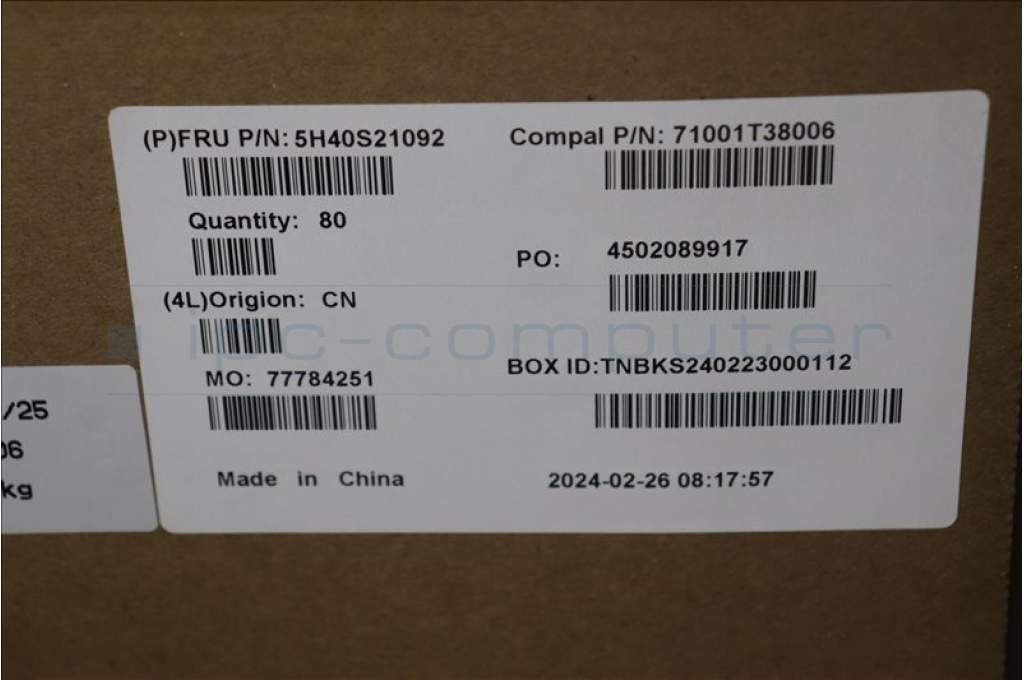 (P)FRU P/N: 5H40S21092
Compal P/N: 71001T38006
Quantity: 80
PO: 4502089917
(4L)Origion: CN
ipc-computer
MO: 77784251
BOX ID:TNBKS240223000112
Made in China
2024-02-26 08:17:57
/25
06
kg